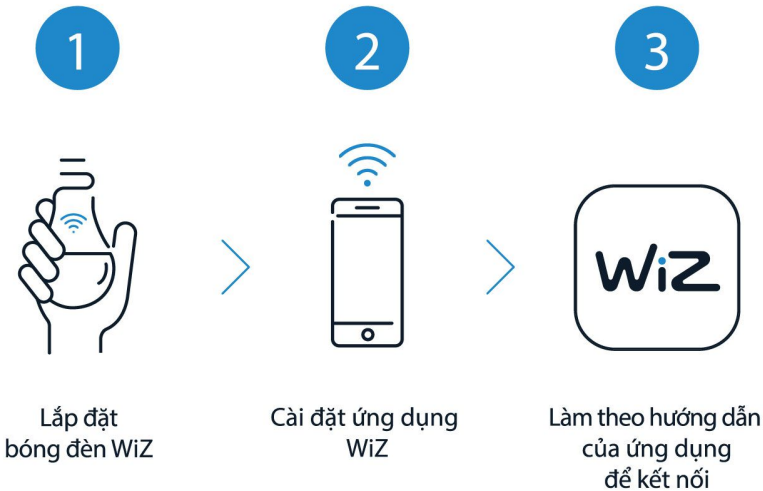 1
2
3
WiZ
Lắp đặt
bóng đèn WiZ
Cài đặt ứng dụng
WiZ
Làm theo hướng dẫn
của ứng dụng
để kết nối